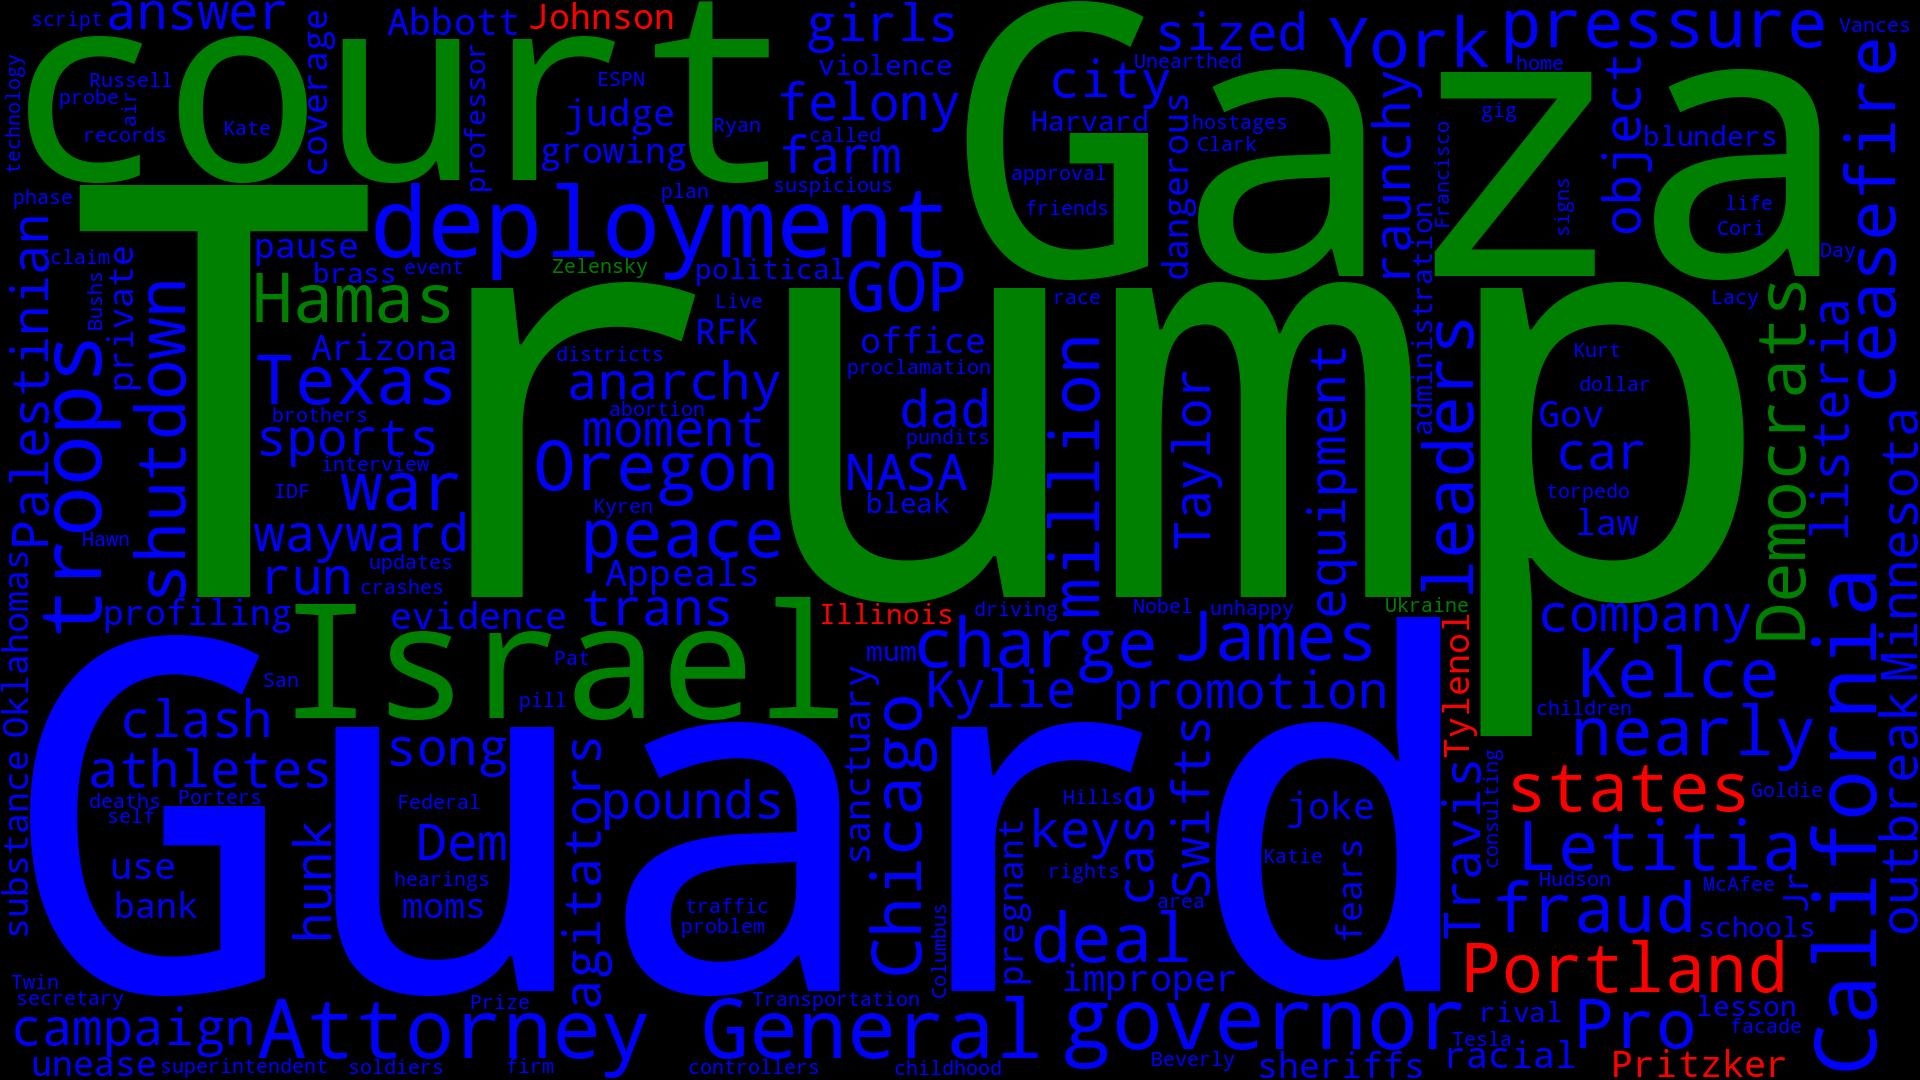 script answer coverage Abbott Johnson girls sized York pressure Vances
technology court Russell probe air records Kate professor ESPN judge growing Ryan
violence felony called farm suspicious Gaza Unearthed city Harvard hostages Clark
approval friends dangerous raunchy Francisco home gig signs object blunders life Cori ceasefire
phase plan deployment Day
claim Palestinian Bushs private troops shutdown
Trump
pause brass event Zelensky political GOP
Hamas Live RFK race Lacy
Arizona districts office administration
Texas anarchy proclamation Kurt dollar
brothers abortion dad million Taylor equipment leaders Gov Democrats listeria
sports moment pundits
interview Oregon NASA car
IDF war Kyren bleak torpedo
Hawn wayward peace law
updates Appeals
run crashes
profiling evidence trans Illinois driving Nobel unhappy Ukraine company
Israel Pat mum charge James Tylenol
San pill Kylie promotion Kelce
children
substance Oklahomas clash song sanctuary Chicago Swifts nearly
Guard
athletes agitators pounds Hills states Goldie
deaths Porters Federal key case joke Travis consulting
self Dem Letitia California Minnesota outbreak
use hunk hearings rights Katie fears Hudson McAfee Jr
bank moms traffic problem columbus pregnant area fraud schools
deal Portland
Twin secretary Prize Transportation improper rival lesson
campaign Attorney General governor Tesla Pro facade
unease superintendent soldiers firm controllers childhood Beverly sheriffs racial Pritzker